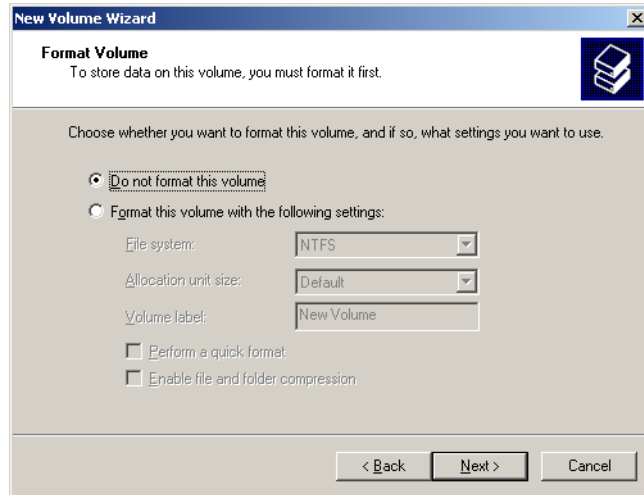 New Volume Wizard
Format Volume
To store data on this volume, you must format it first.
Choose whether you want to format this volume, and if so, what settings you want to use.
Do not format this volume
Format this volume with the following settings:
File system: NTFS
Allocation unit size: Default
Volume label: New Volume
Perform a quick format
Enable file and folder compression
< Back Next > Cancel